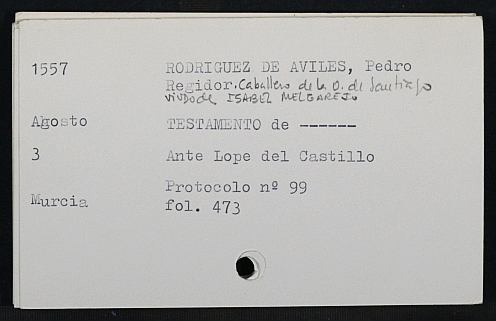 1557 RODRIGUEZ DE AVILES, Pedro
Regidor. Caballero de la O. de Santiago
viudo de ISABEL MELGAREJO
Agosto TESTAMENTO de ------
3 Ante Lope del Castillo
Protocolo nº 99
Murcia fol. 473